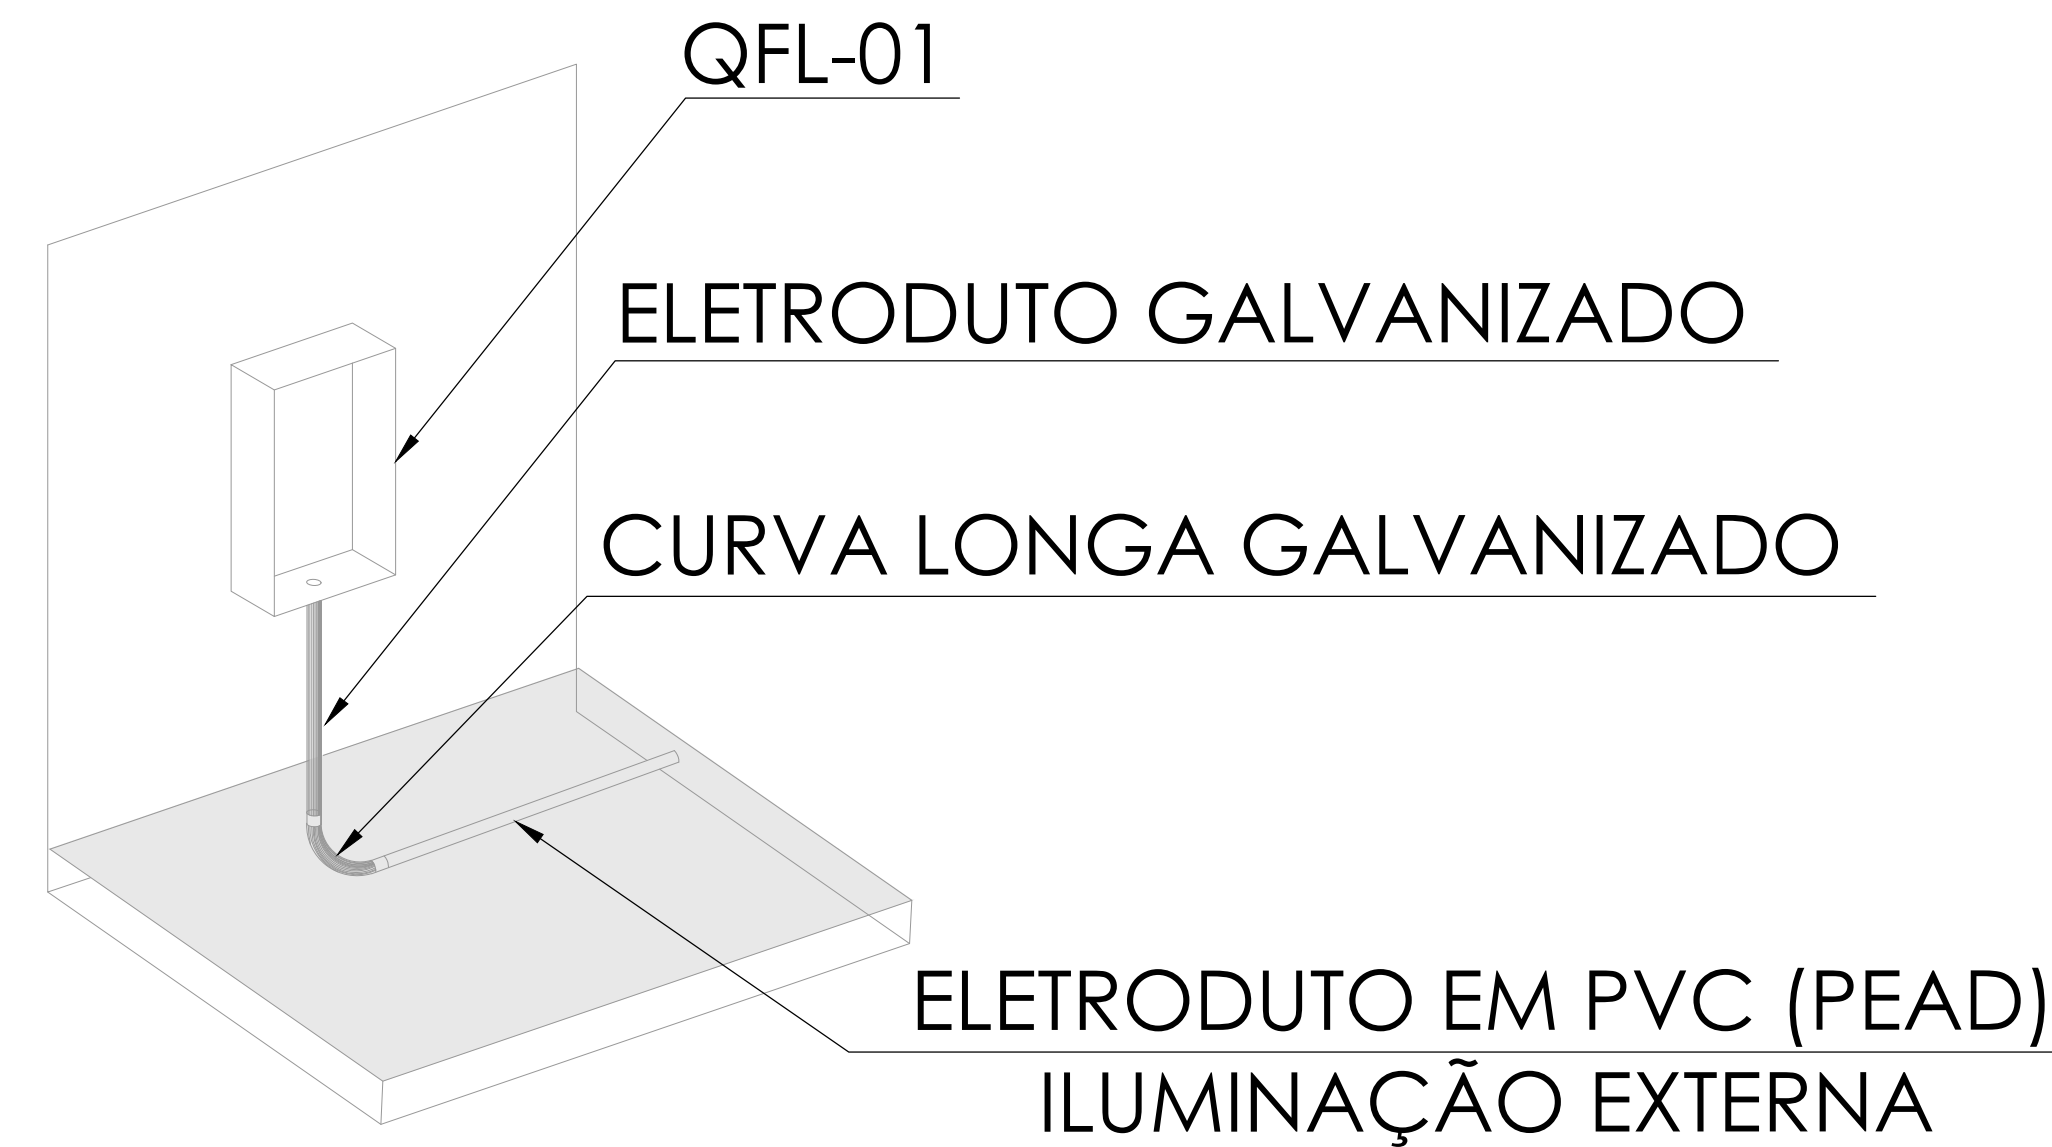 QFL-01
ELETRODUTO GALVANIZADO
CURVA LONGA GALVANIZADO
ELETRODUTO EM PVC (PEAD)
ILUMINAÇÃO EXTERNA